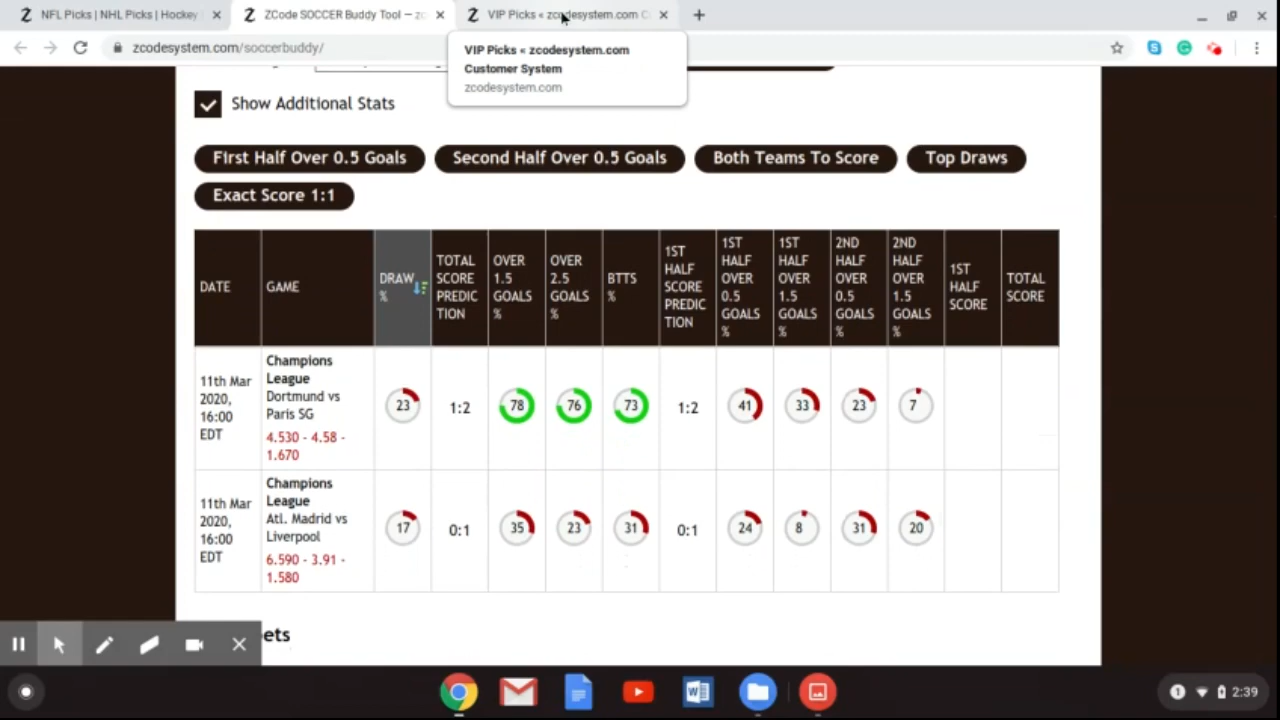 NFL Picks | NHL Picks | Hockey
ZCode SOCCER Buddy Tool — zc
VIP Picks « zcodesystem.com C
zcodesystem.com/soccerbuddy/
VIP Picks « zcodesystem.com
Customer System
zcodesystem.com
Show Additional Stats
First Half Over 0.5 Goals
Second Half Over 0.5 Goals
Both Teams To Score
Top Draws
Exact Score 1:1
DATE
GAME
DRAW
%
TOTAL
SCORE
PREDIC
TION
OVER
1.5
GOALS
%
OVER
2.5
GOALS
%
BTTS
%
1ST
HALF
SCORE
PREDIC
TION
1ST
HALF
OVER
0.5
GOALS
%
1ST
HALF
OVER
1.5
GOALS
%
2ND
HALF
OVER
0.5
GOALS
%
2ND
HALF
OVER
1.5
GOALS
%
1ST
HALF
SCORE
TOTAL
SCORE
11th Mar
2020,
16:00
EDT
Champions
League
Dortmund vs
Paris SG
4.530 - 4.58 -
1.670
23
1:2
78
76
73
1:2
41
33
23
7
11th Mar
2020,
16:00
EDT
Champions
League
Atl. Madrid vs
Liverpool
6.590 - 3.91 -
1.580
17
0:1
35
23
31
0:1
24
8
31
20
ets
1
2:39